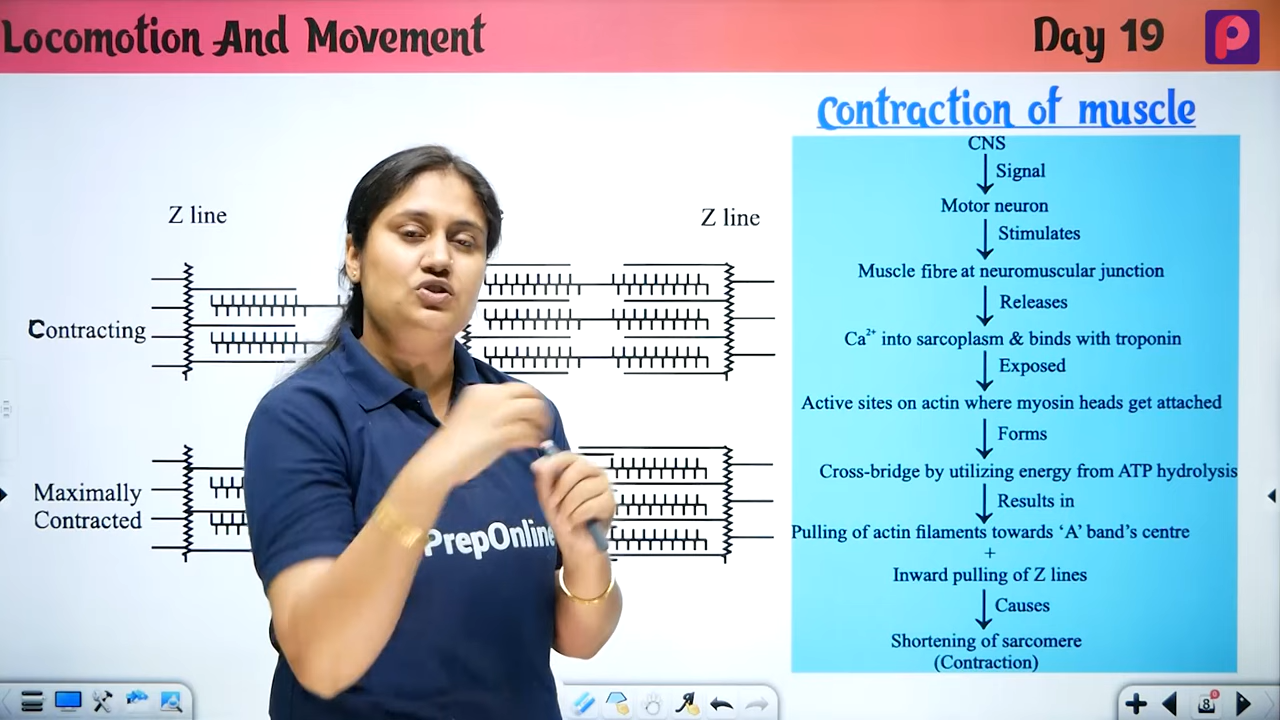 Locomotion And Movement
Day 19
Contraction of muscle
CNS
Signal
Motor neuron
Stimulates
Muscle fibre at neuromuscular junction
Releases
Ca²⁺ into sarcoplasm & binds with troponin
Exposed
Active sites on actin where myosin heads get attached
Forms
Cross-bridge by utilizing energy from ATP hydrolysis
Results in
Pulling of actin filaments towards ‘A’ band’s centre
+
Inward pulling of Z lines
Causes
Shortening of sarcomere
(Contraction)
Z line
Z line
Contracting
Maximally
Contracted
PrepOnline
8